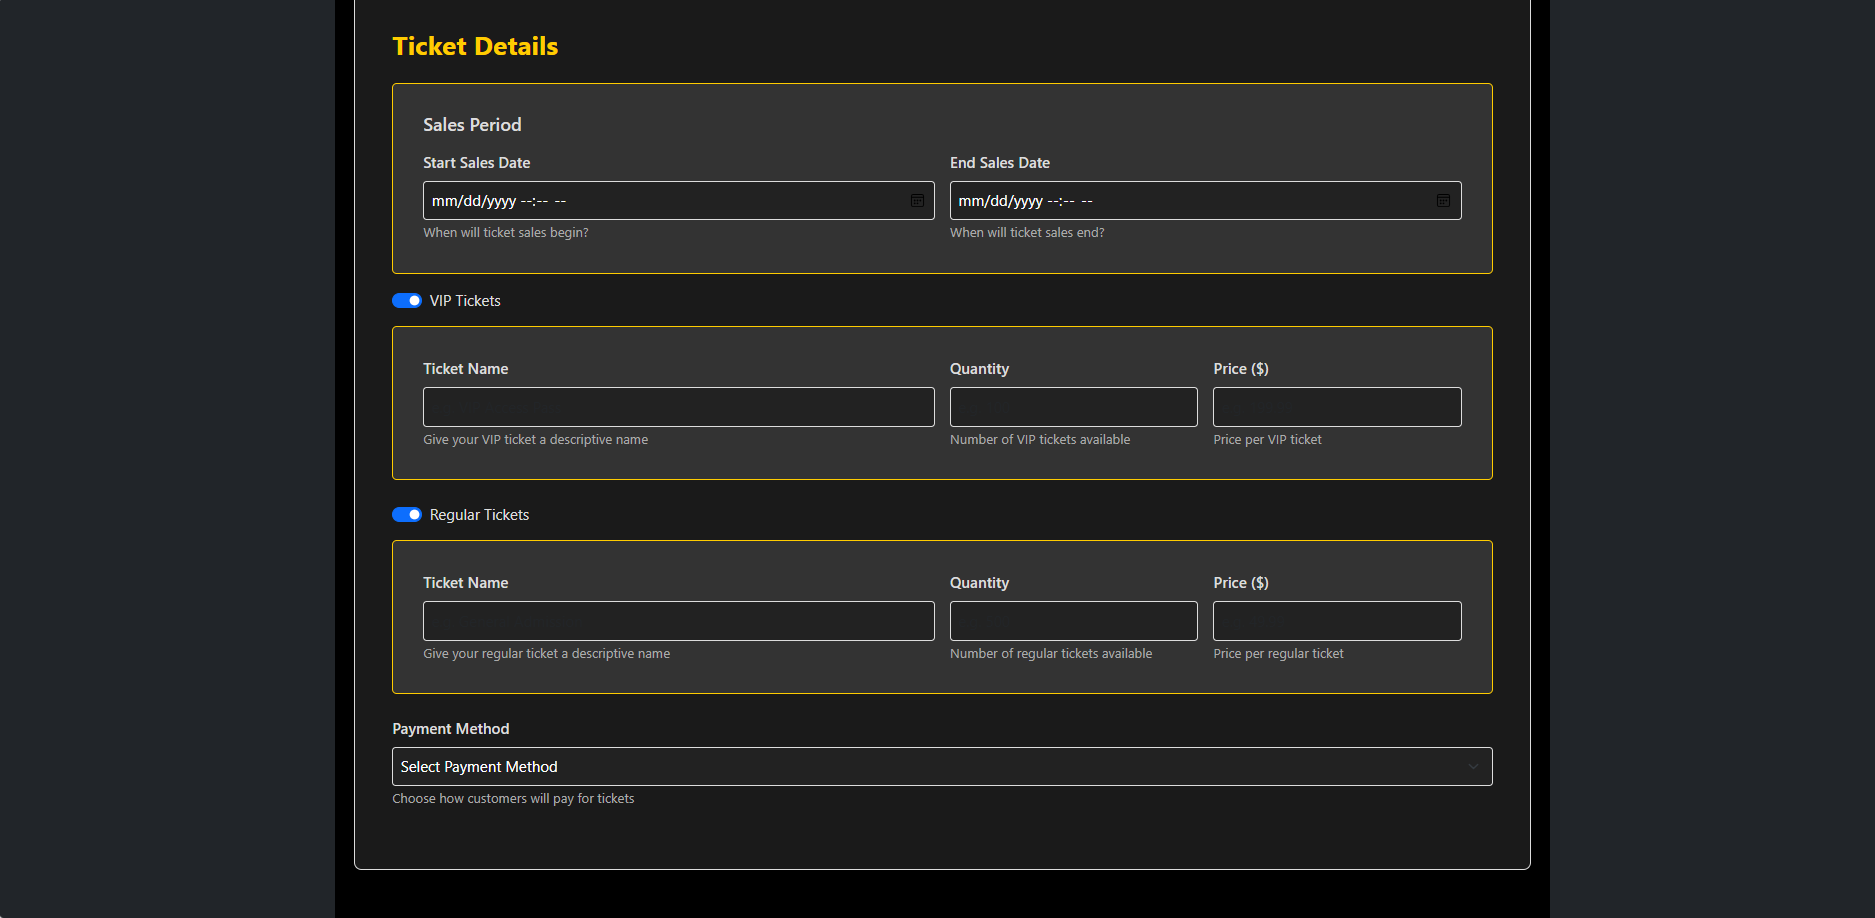 Ticket Details
Sales Period
Start Sales Date End Sales Date
mm/dd/yyyy --:-- -- mm/dd/yyyy --:-- --
When will ticket sales begin? When will ticket sales end?
VIP Tickets
Ticket Name Quantity Price ($)
Give your VIP ticket a descriptive name Number of VIP tickets available Price per VIP ticket
Regular Tickets
Ticket Name Quantity Price ($)
Give your regular ticket a descriptive name Number of regular tickets available Price per regular ticket
Payment Method
Select Payment Method
Choose how customers will pay for tickets